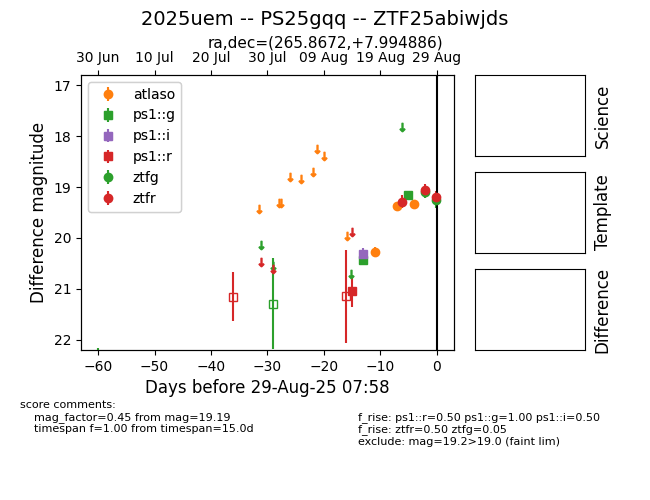 2025uem -- PS25gqq -- ZTF25abiwjds
ra,dec=(265.8672,+7.994886)
30 Jun 10 Jul 20 Jul 30 Jul 09 Aug 19 Aug 29 Aug
17
18
19
20
21
22
Difference magnitude
atlaso
ps1::g
ps1::i
ps1::r
ztfg
ztfr
−60 −50 −40 −30 −20 −10 0
Days before 29-Aug-25 07:58
Science
Template
Difference
score comments:
mag_factor=0.45 from mag=19.19
timespan f=1.00 from timespan=15.0d
f_rise: ps1::r=0.50 ps1::g=1.00 ps1::i=0.50
f_rise: ztfr=0.50 ztfg=0.05
exclude: mag=19.2>19.0 (faint lim)